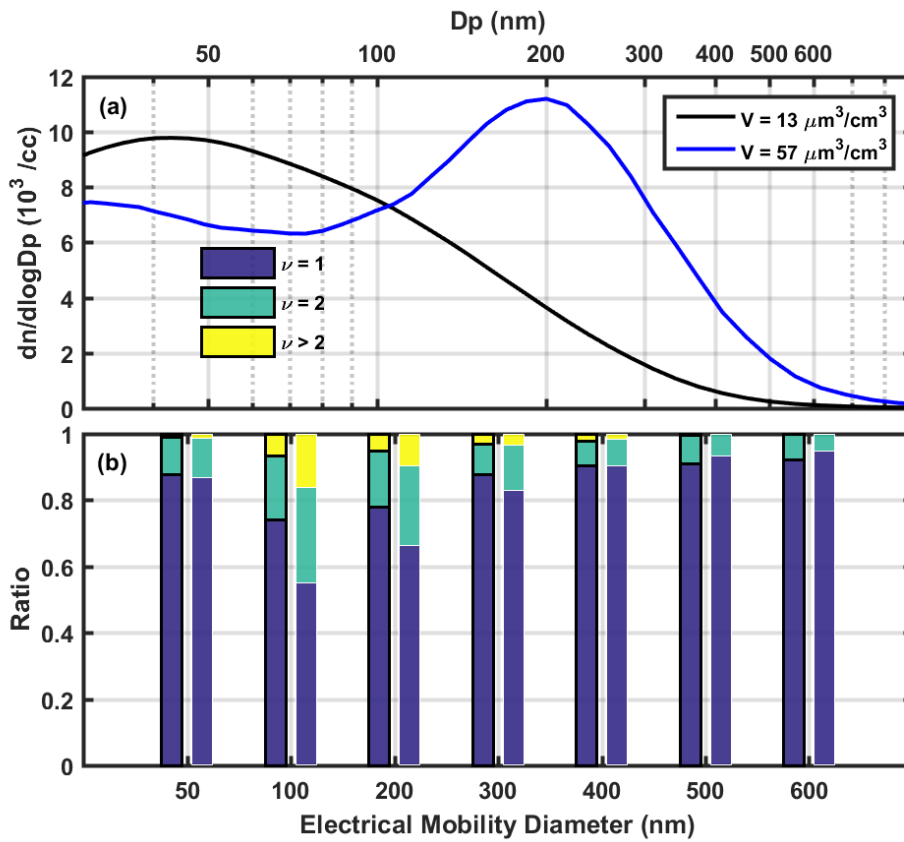 Dp (nm)
50 100 200 300 400 500 600
12
10
8
6
4
2
0
dn/dlogDp (10³ /cc)
(a)
V = 13 μm³/cm³
V = 57 μm³/cm³
ν = 1
ν = 2
ν > 2
1
0.8
0.6
0.4
0.2
0
Ratio
(b)
50 100 200 300 400 500 600
Electrical Mobility Diameter (nm)